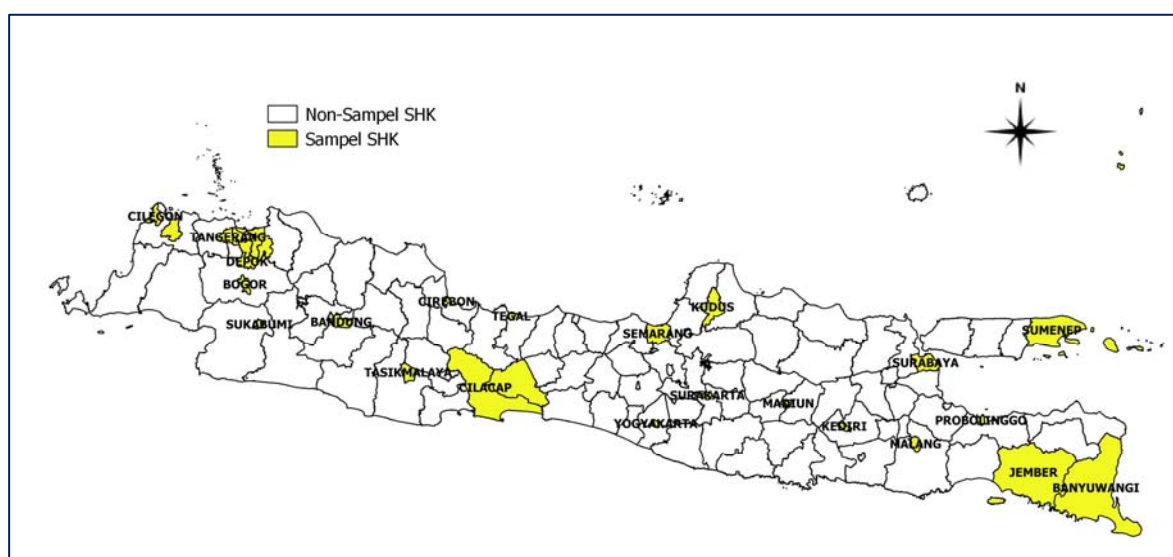 N
Non-Sampel SHK
Sampel SHK
CILEGON
TANGERANG
DEPOK
BOGOR
CIREBON
KUDUS
TEGAL
SUKABUMI
BANDUNG
SEMARANG
SUMENEP
SURABAYA
TASIKMALAYA
CILACAP
SURAKARTA
MADIUN
YOGYAKARTA
KEDIRI
PROBOLINGGO
MALANG
JEMBER
BANYUWANGI